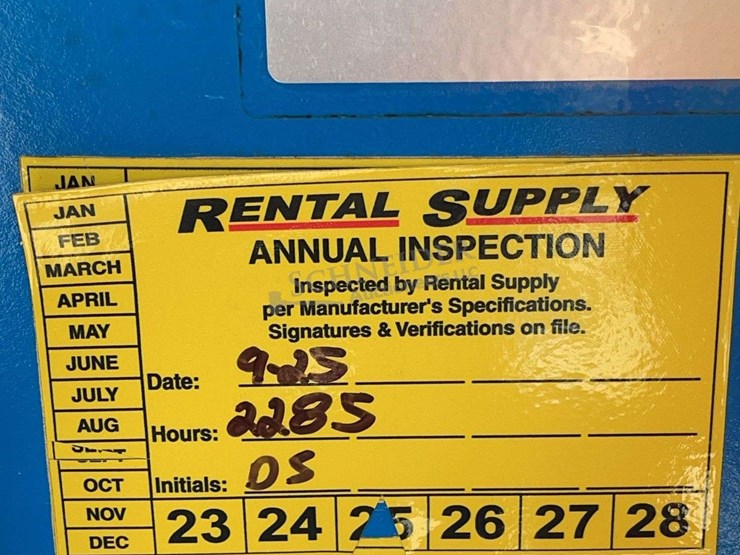 JAN
JAN
FEB
MARCH
APRIL
MAY
JUNE
JULY
AUG
OCT
NOV
DEC
RENTAL SUPPLY
ANNUAL INSPECTION
Inspected by Rental Supply
per Manufacturer's Specifications.
Signatures & Verifications on file.
Date: 9-25
Hours: 2285
Initials: DS
23 24 25 26 27 28
SCHNEIDER